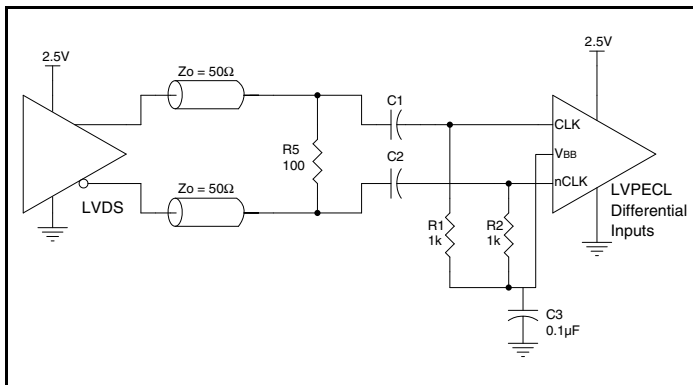 2.5V
Zo = 50Ω
C1
2.5V
CLK
R5
100
VBB
C2
nCLK
LVDS
Zo = 50Ω
LVPECL
Differential
Inputs
R1
1k
R2
1k
C3
0.1µF